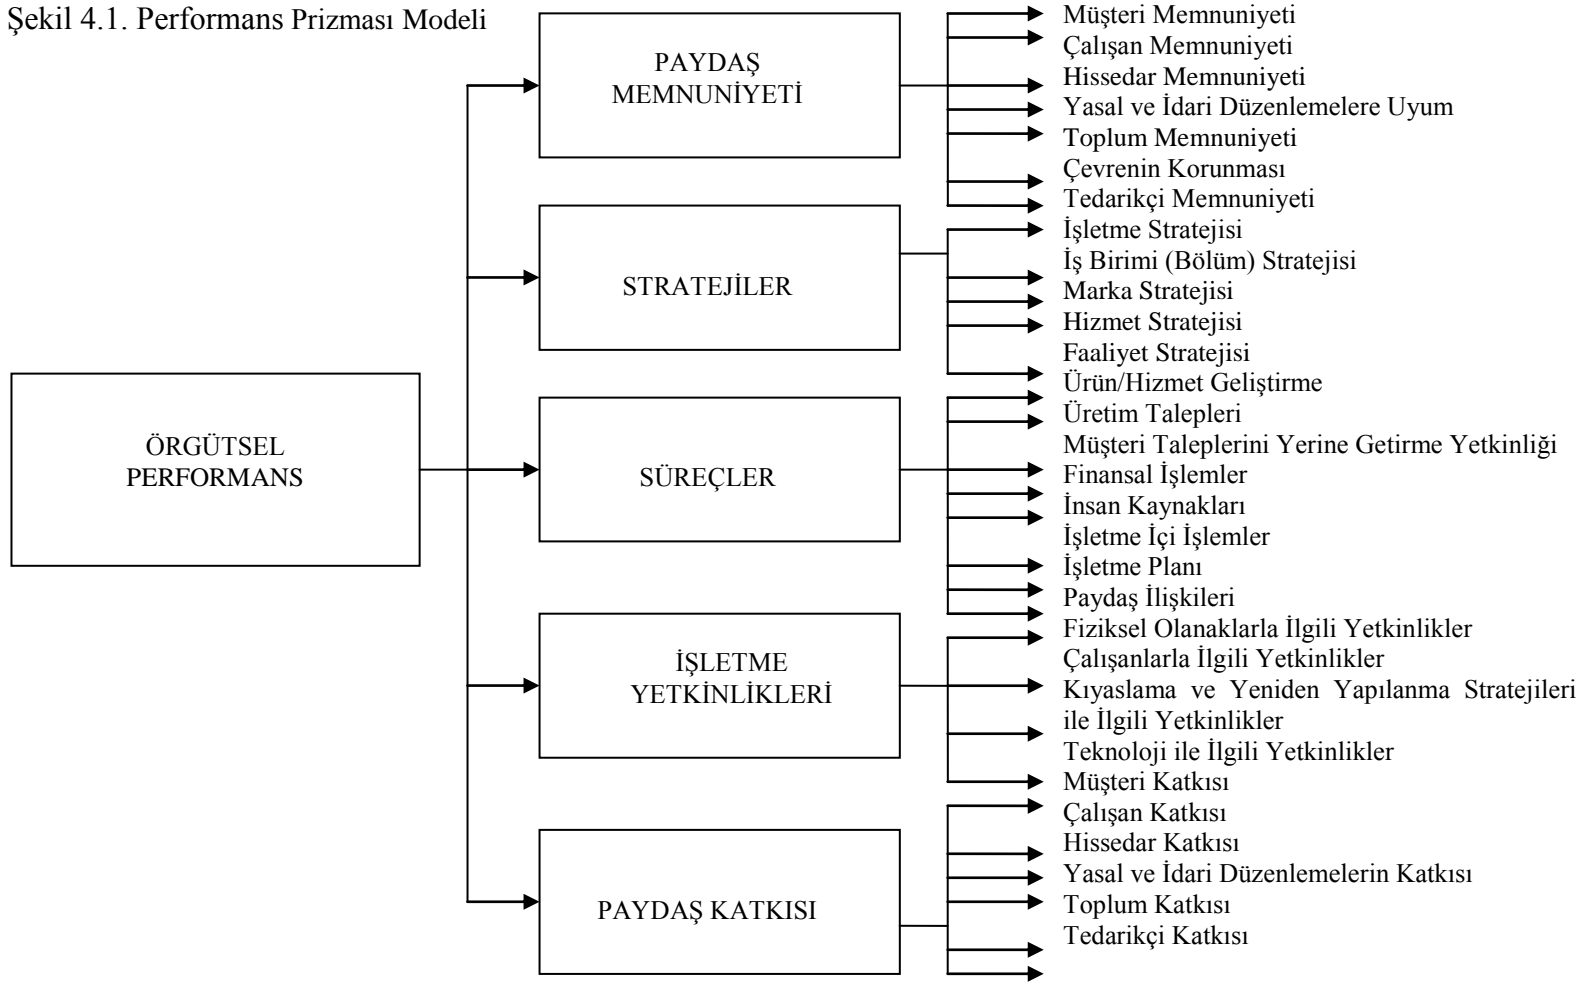 Şekil 4.1. Performans Prizması Modeli
ÖRGÜTSEL
PERFORMANS
PAYDAŞ
MEMNUNİYETİ
STRATEJİLER
SÜREÇLER
İŞLETME
YETKİNLİKLERİ
PAYDAŞ KATKISI
Müşteri Memnuniyeti
Çalışan Memnuniyeti
Hissedar Memnuniyeti
Yasal ve İdari Düzenlemelere Uyum
Toplum Memnuniyeti
Çevrenin Korunması
Tedarikçi Memnuniyeti
İşletme Stratejisi
İş Birimi (Bölüm) Stratejisi
Marka Stratejisi
Hizmet Stratejisi
Faaliyet Stratejisi
Ürün/Hizmet Geliştirme
Üretim Talepleri
Müşteri Taleplerini Yerine Getirme Yetkinliği
Finansal İşlemler
İnsan Kaynakları
İşletme İçi İşlemler
İşletme Planı
Paydaş İlişkileri
Fiziksel Olanaklarla İlgili Yetkinlikler
Çalışanlarla İlgili Yetkinlikler
Kıyaslama ve Yeniden Yapılanma Stratejileri
ile İlgili Yetkinlikler
Teknoloji ile İlgili Yetkinlikler
Müşteri Katkısı
Çalışan Katkısı
Hissedar Katkısı
Yasal ve İdari Düzenlemelerin Katkısı
Toplum Katkısı
Tedarikçi Katkısı